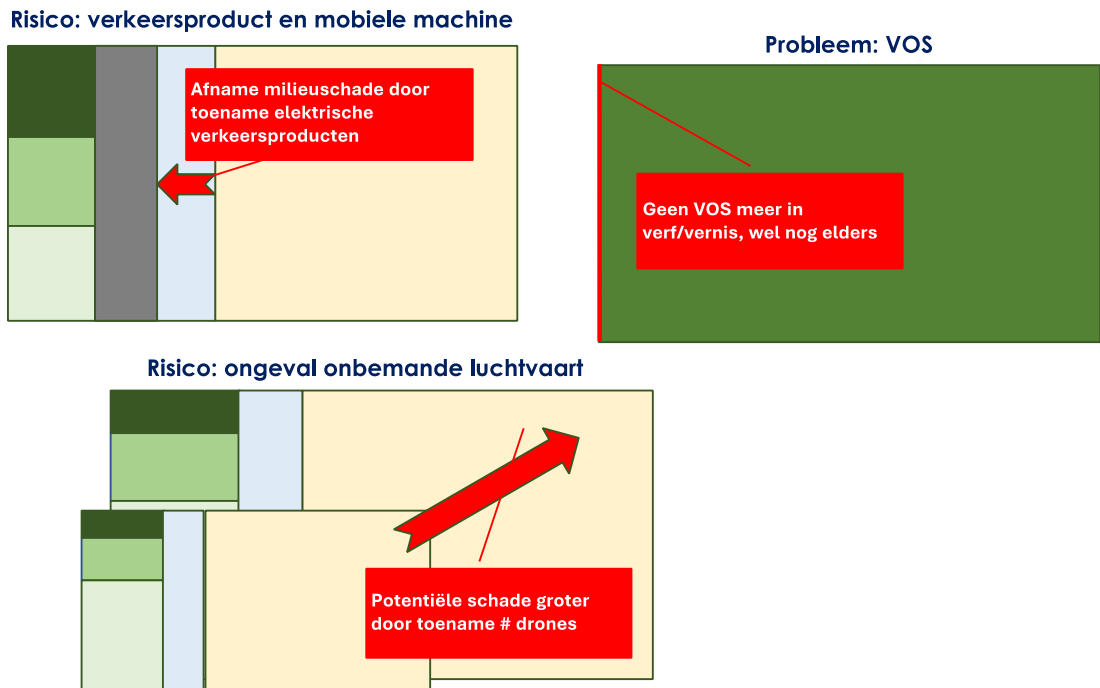 Risico: verkeersproduct en mobiele machine
Afname milieuschade door
toename elektrische
verkeersproducten
Probleem: VOS
Geen VOS meer in
verf/vernis, wel nog elders
Risico: ongeval onbemande luchtvaart
Potentiële schade groter
door toename # drones